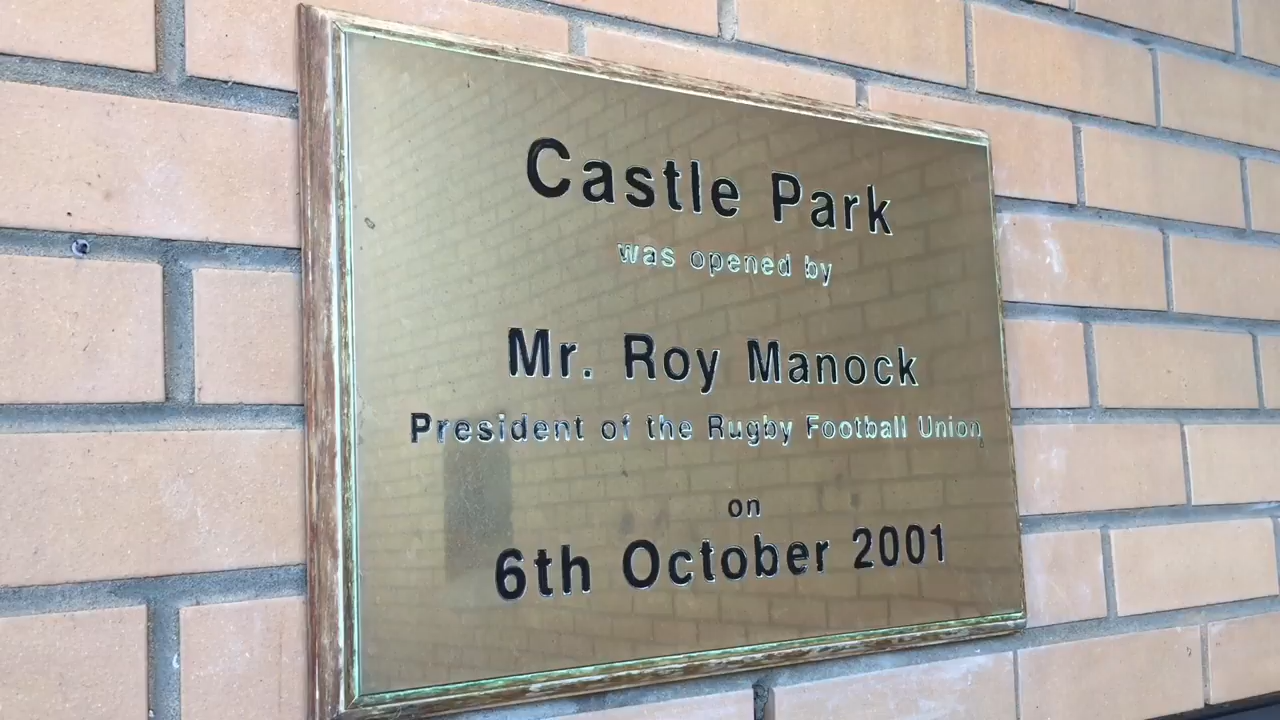 Castle Park
was opened by
Mr. Roy Manock
President of the Rugby Football Union
on
6th October 2001